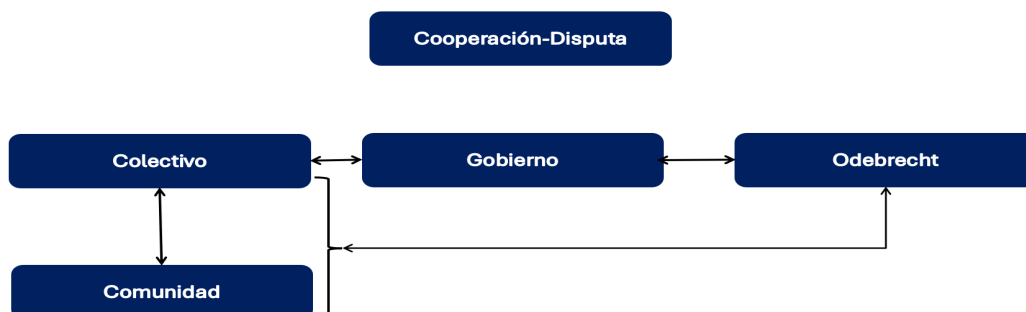 Cooperación-Disputa
Colectivo
Gobierno
Odebrecht
Comunidad